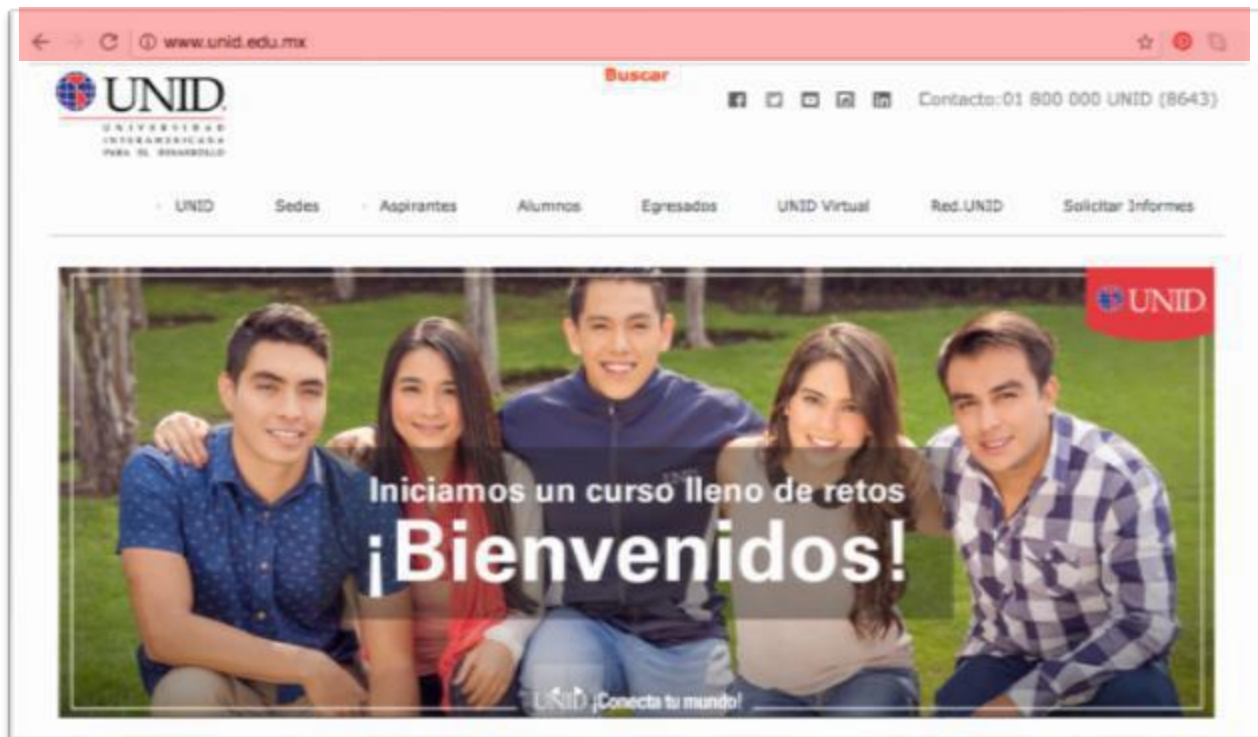 www.unid.edu.mx
Buscar
UNID
UNIVERSIDAD
INTERAMERICANA
PARA EL DESARROLLO
Contacto:01 800 000 UNID (8643)
UNID Sedes Aspirantes Alumnos Egresados UNID Virtual Red.UNID Solicitar Informes
UNID
UNID
Iniciamos un curso lleno de retos
¡Bienvenidos!
UNID ¡Conecta tu mundo!